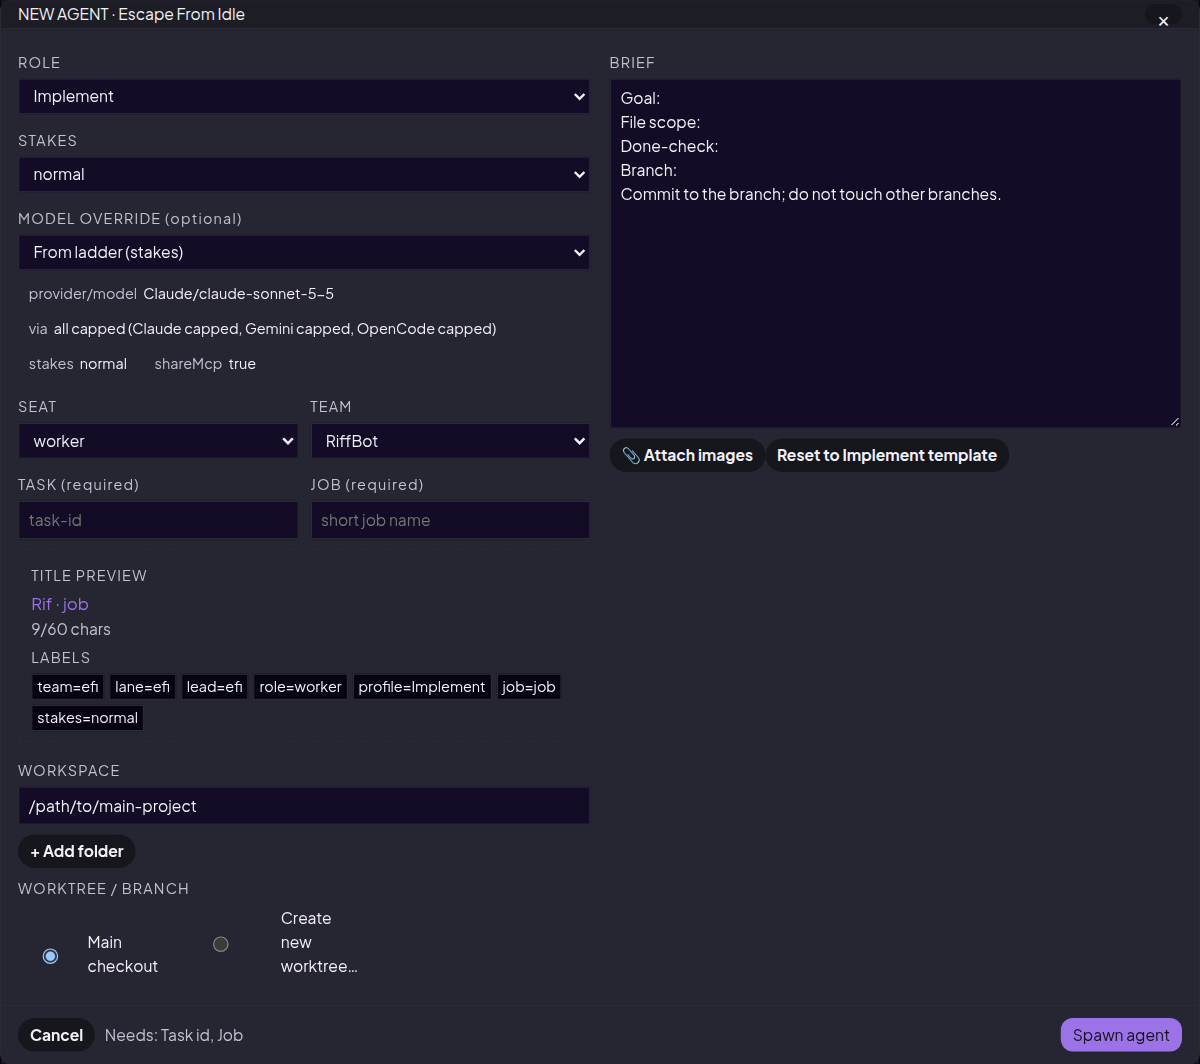 NEW AGENT · Escape From Idle
×
ROLE
Implement
STAKES
normal
MODEL OVERRIDE (optional)
From ladder (stakes)
provider/model Claude/claude-sonnet-5-5
via all capped (Claude capped, Gemini capped, OpenCode capped)
stakes normal shareMcp true
SEAT
worker
TEAM
RiffBot
TASK (required)
task-id
JOB (required)
short job name
TITLE PREVIEW
Rif · job
9/60 chars
LABELS
team=efi lane=efi lead=efi role=worker profile=Implement job=job
stakes=normal
WORKSPACE
/path/to/main-project
+ Add folder
WORKTREE / BRANCH
Main
checkout
Create
new
worktree…
BRIEF
Goal:
File scope:
Done-check:
Branch:
Commit to the branch; do not touch other branches.
📎 Attach images
Reset to Implement template
Cancel
Needs: Task id, Job
Spawn agent